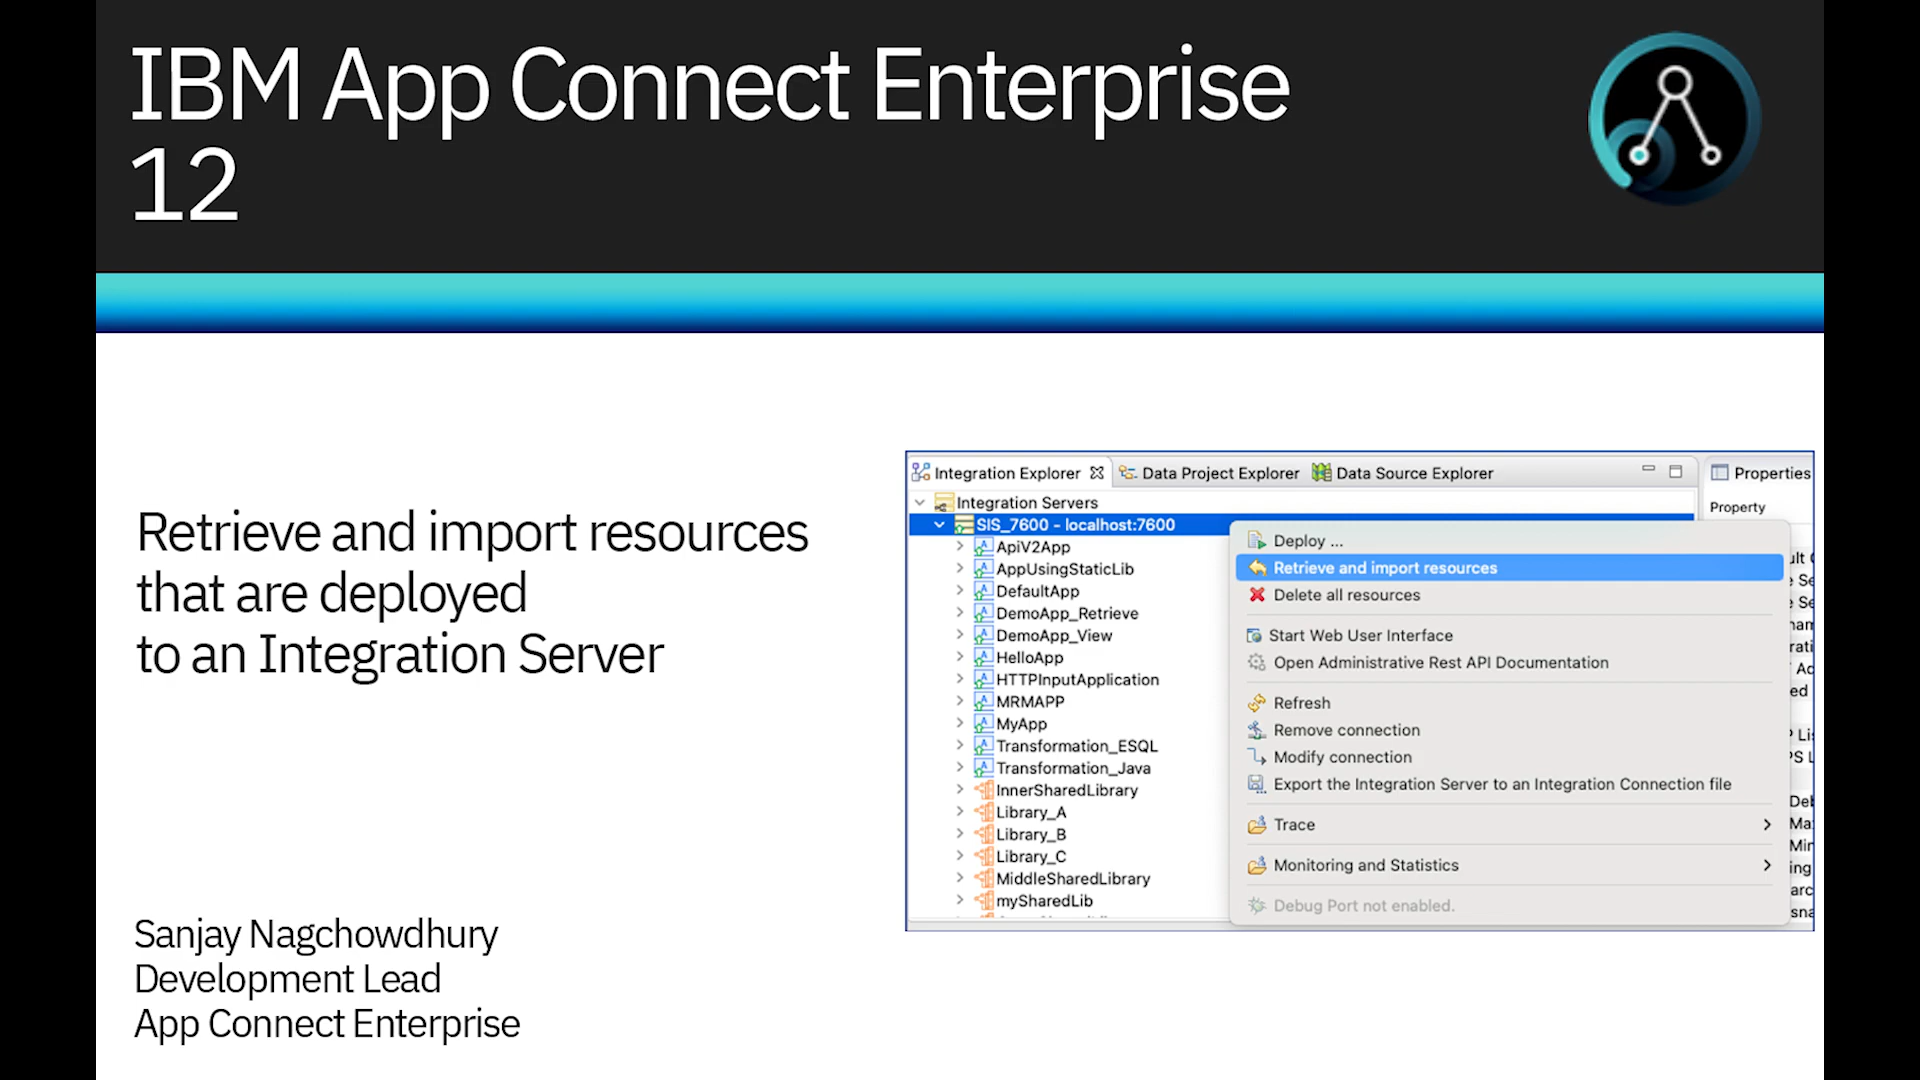 IBM App Connect Enterprise
12
Retrieve and import resources
that are deployed
to an Integration Server
Sanjay Nagchowdhury
Development Lead
App Connect Enterprise
Integration Explorer
Data Project Explorer
Data Source Explorer
Properties
Property
Integration Servers
SIS_7600 - localhost:7600
ApiV2App
AppUsingStaticLib
DefaultApp
DemoApp_Retrieve
DemoApp_View
HelloApp
HTTPInputApplication
MRMAPP
MyApp
Transformation_ESQL
Transformation_Java
InnerSharedLibrary
Library_A
Library_B
Library_C
MiddleSharedLibrary
mySharedLib
Deploy ...
Retrieve and import resources
Delete all resources
Start Web User Interface
Open Administrative Rest API Documentation
Refresh
Remove connection
Modify connection
Export the Integration Server to an Integration Connection file
Trace
Monitoring and Statistics
Debug Port not enabled.